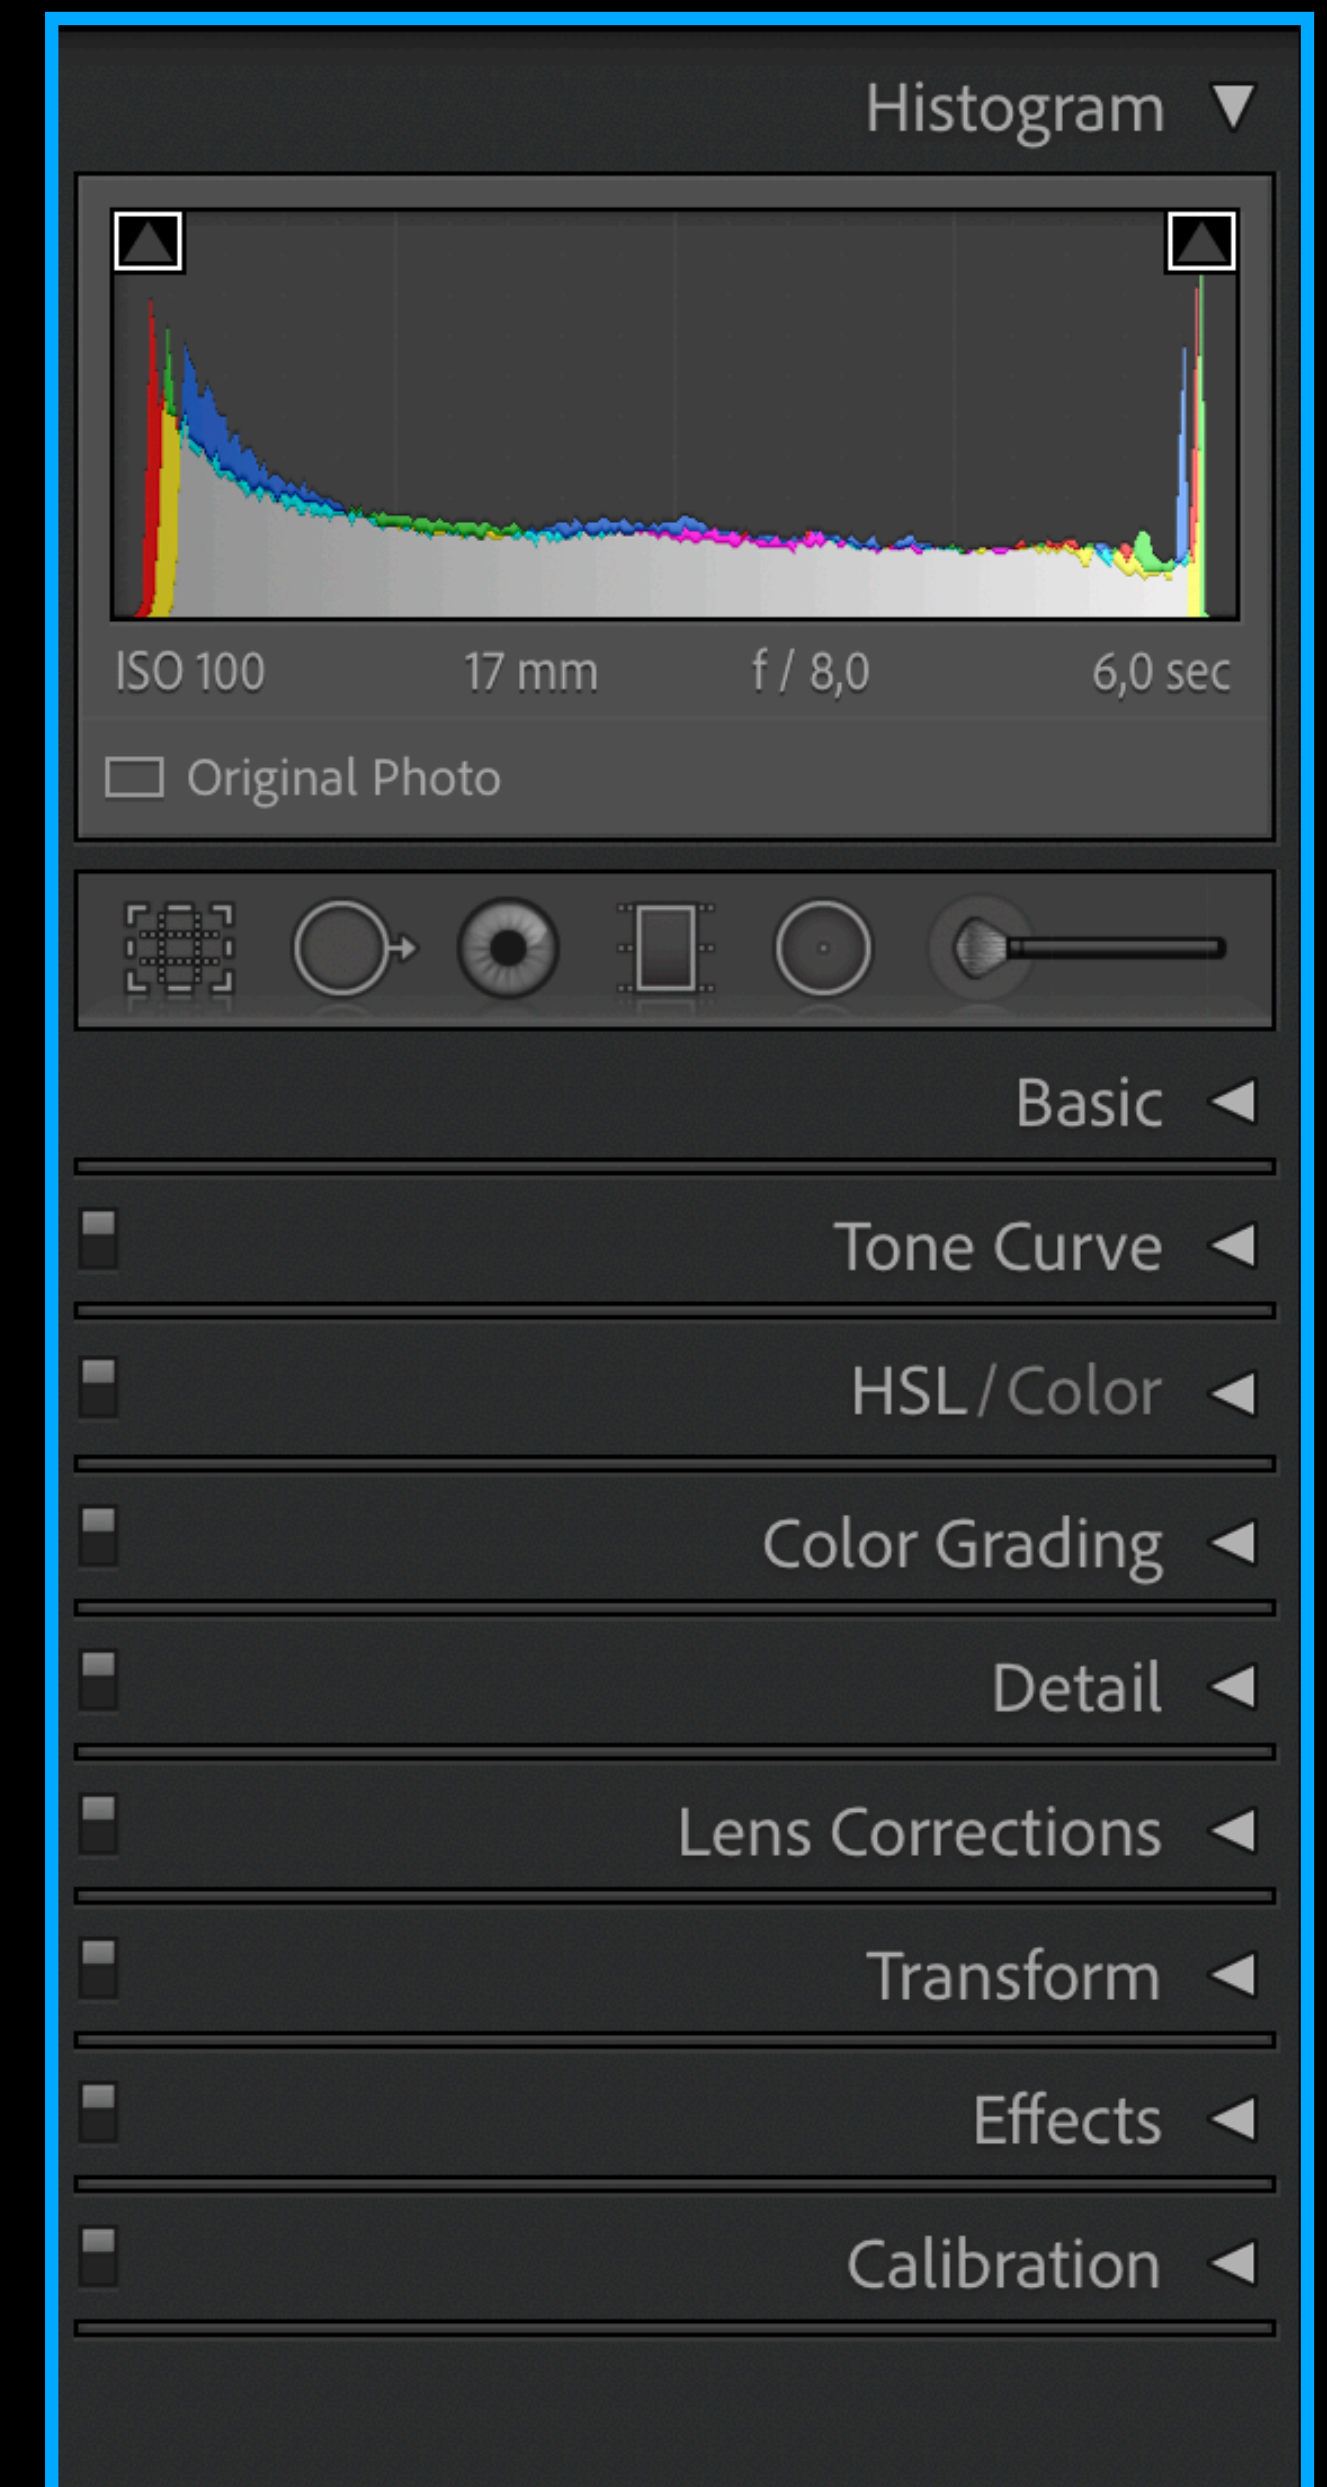 Histogram
ISO 100 17 mm f / 8,0 6,0 sec
Original Photo
Basic
Tone Curve
HSL / Color
Color Grading
Detail
Lens Corrections
Transform
Effects
Calibration